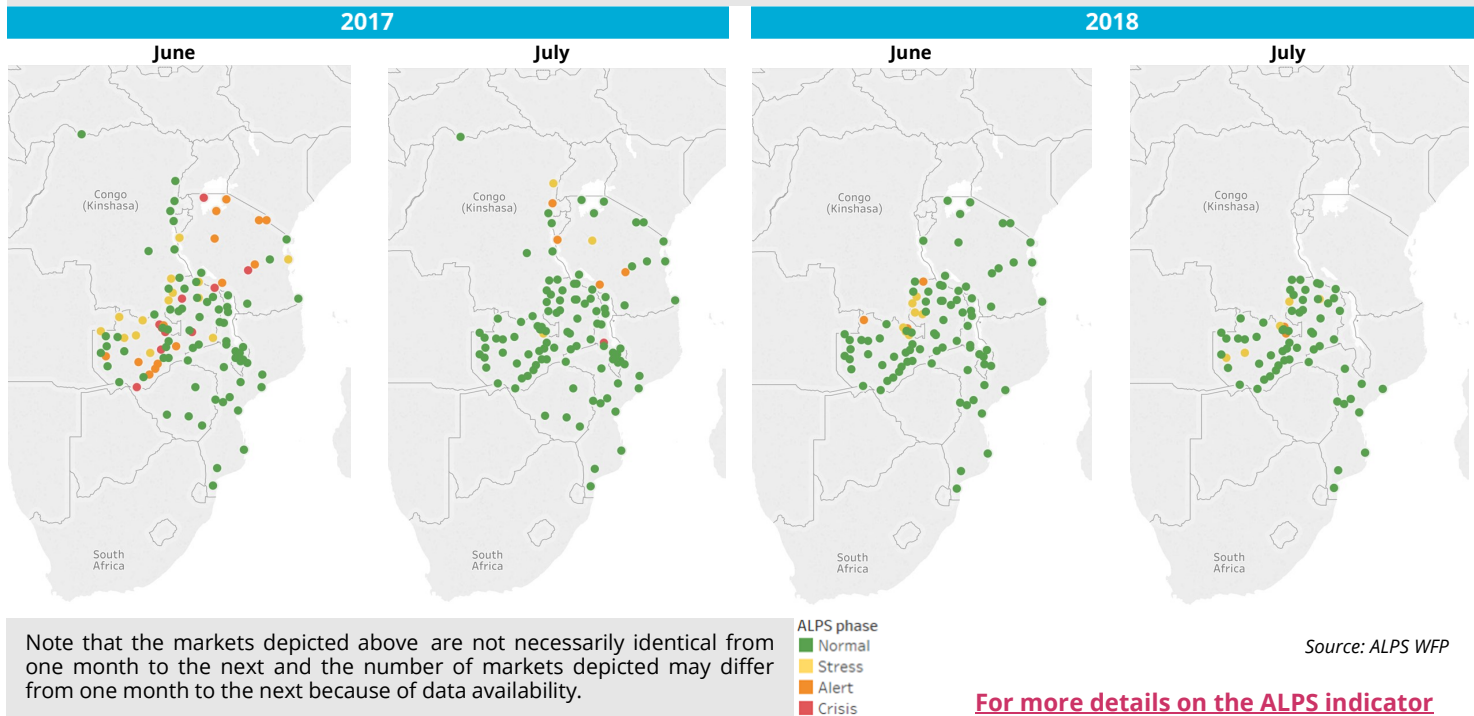 2017
2018
June
July
June
July
Congo
(Kinshasa)
Congo
(Kinshasa)
Congo
(Kinshasa)
Congo
(Kinshasa)
South
Africa
South
Africa
South
Africa
South
Africa
Note that the markets depicted above are not necessarily identical from
one month to the next and the number of markets depicted may differ
from one month to the next because of data availability.
ALPS phase
Normal
Stress
Alert
Crisis
Source: ALPS WFP
For more details on the ALPS indicator